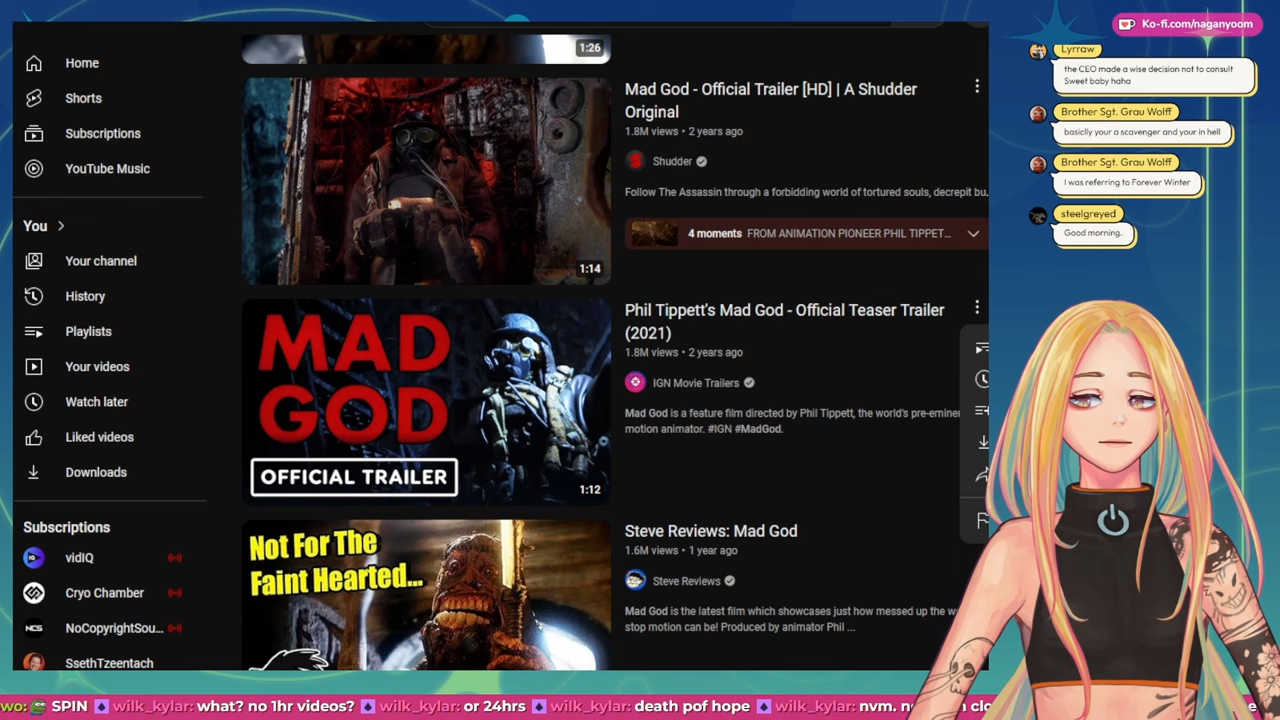 Home
Shorts
Subscriptions
YouTube Music
You
Your channel
History
Playlists
Your videos
Watch later
Liked videos
Downloads
Subscriptions
vidIQ
Cryo Chamber
NoCopyrightSou...
SsethTzeentach
1:26
1:14
Mad God - Official Trailer [HD] | A Shudder
Original
1.8M views • 2 years ago
Shudder
Follow The Assassin through a forbidding world of tortured souls, decrepit bu
4 moments FROM ANIMATION PIONEER PHIL TIPPET...
MAD
GOD
OFFICIAL TRAILER
1:12
Phil Tippett's Mad God - Official Teaser Trailer
(2021)
1.8M views • 2 years ago
IGN Movie Trailers
Mad God is a feature film directed by Phil Tippett, the world's pre-eminen
motion animator. #IGN #MadGod.
Not For The
Faint Hearted...
Steve Reviews: Mad God
1.6M views • 1 year ago
Steve Reviews
Mad God is the latest film which showcases just how messed up the w
stop motion can be! Produced by animator Phil ...
Ko-fi.com/naganyoom
Lyrraw
the CEO made a wise decision not to consult
Sweet baby haha
Brother Sgt. Grau Wolff
basiclly your a scavenger and your in hell
Brother Sgt. Grau Wolff
I was referring to Forever Winter
steelgreyed
Good morning.
wo: SPIN wilk_kylar: what? no 1hr videos? wilk_kylar: or 24hrs wilk_kylar: death pof hope wilk_kylar: nvm.